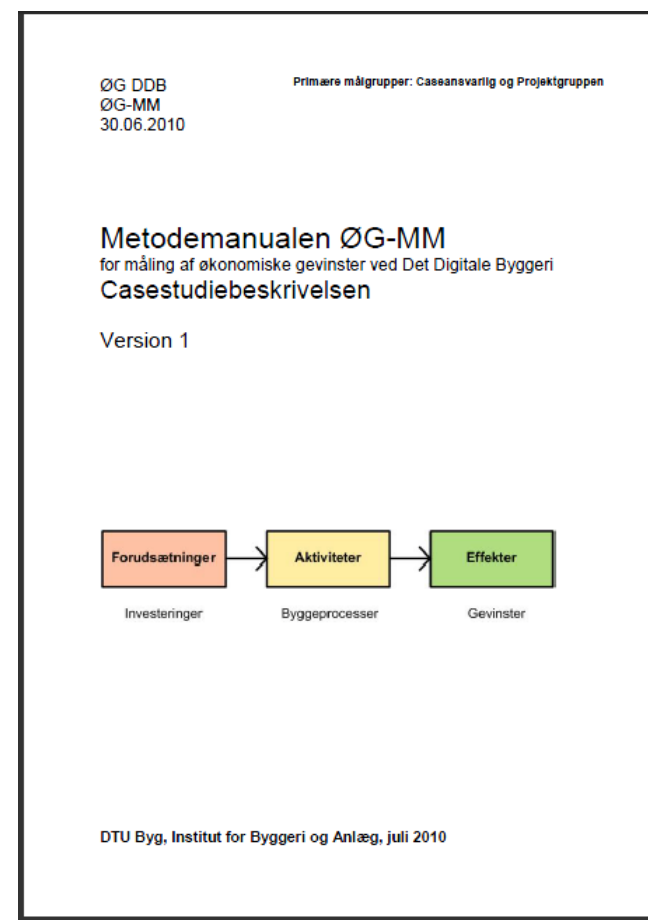 ØG DDB
Primære målgrupper: Caseansvarlig og Projektgruppen
ØG-MM
30.06.2010
Metodemanualen ØG-MM
for måling af økonomiske gevinster ved Det Digitale Byggeri
Casestudiebeskrivelsen
Version 1
Forudsætninger
Aktiviteter
Effekter
Investeringer
Byggeprocesser
Gevinster
DTU Byg, Institut for Byggeri og Anlæg, juli 2010